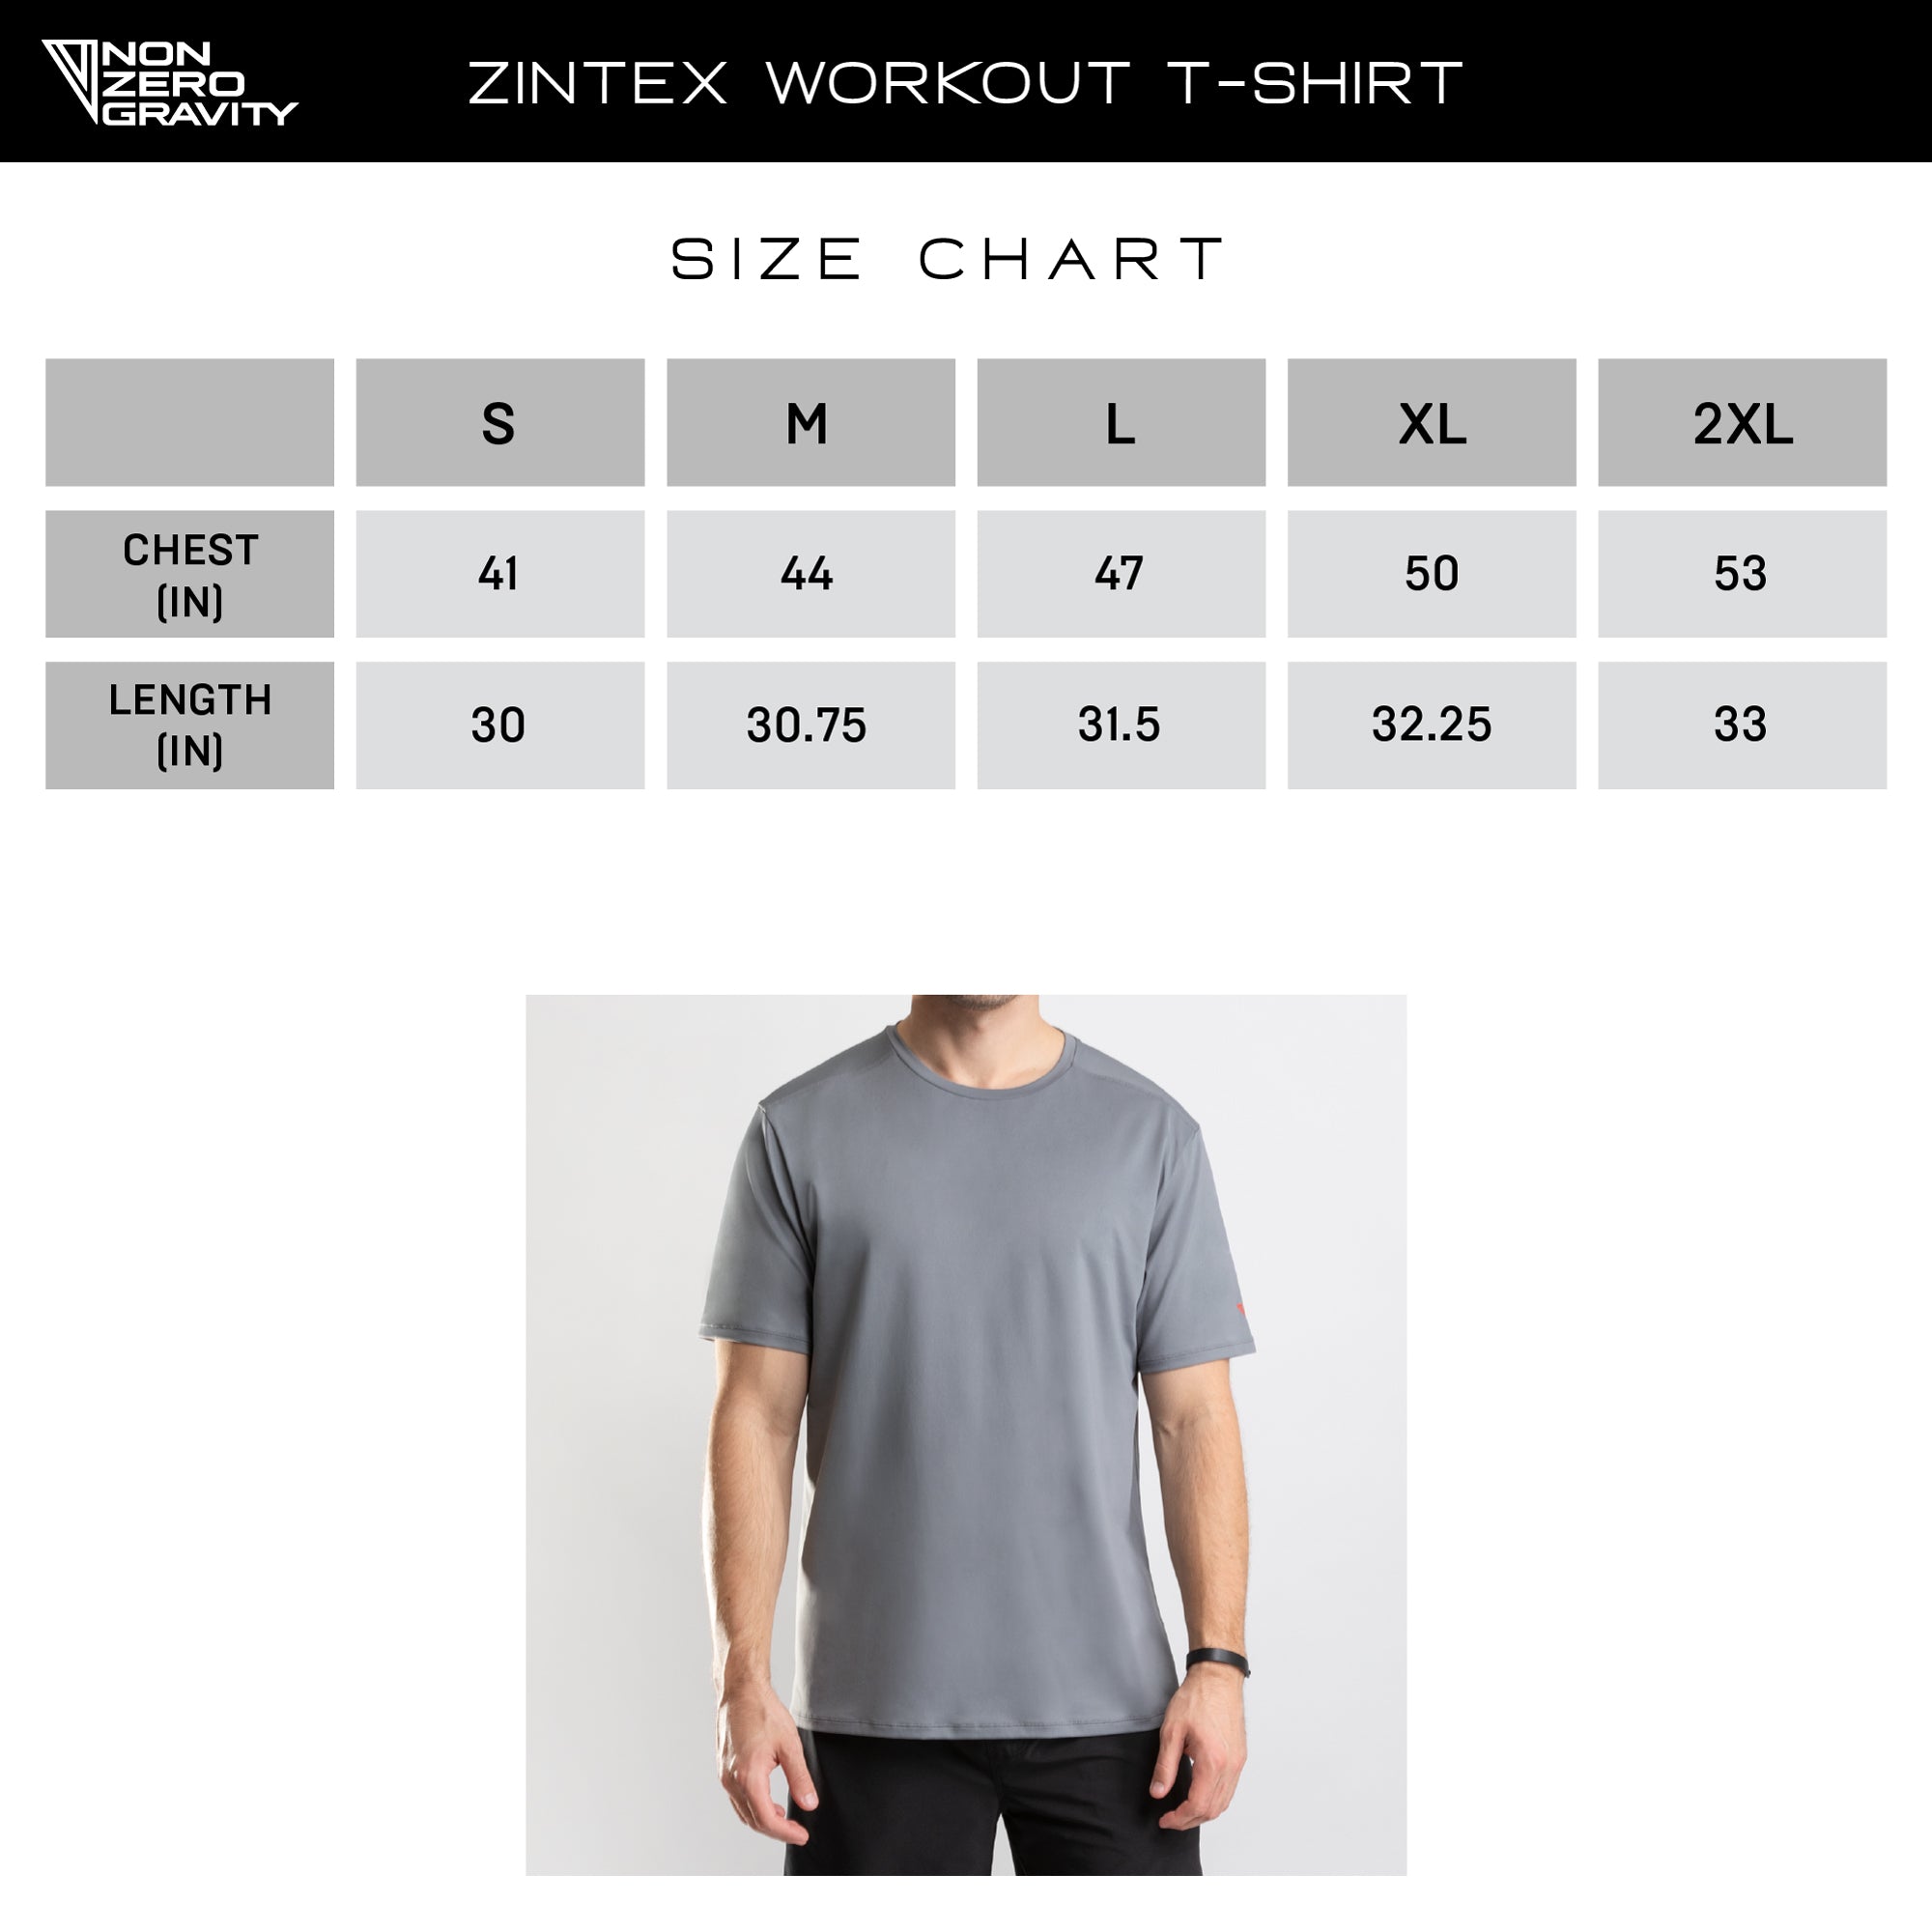 NON
ZERO
GRAVITY
ZINTEX WORKOUT T-SHIRT
SIZE CHART
S M L XL 2XL
CHEST
(IN)
41 44 47 50 53
LENGTH
(IN)
30 30.75 31.5 32.25 33